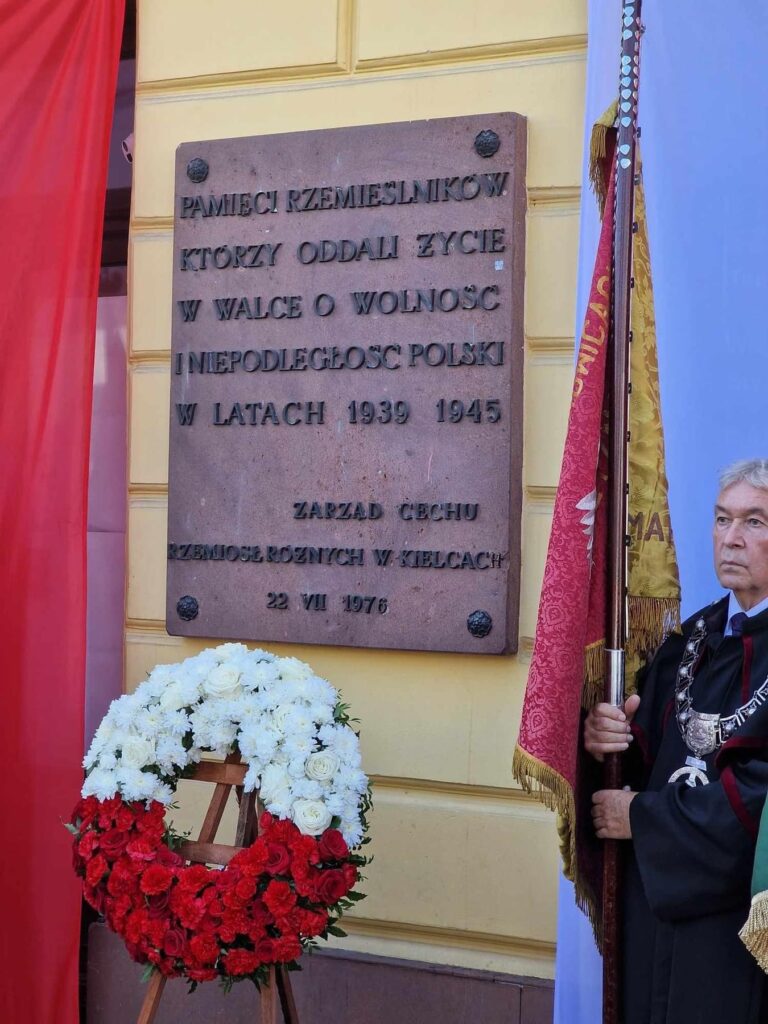 PAMIĘCI RZEMIEŚLNIKÓW
KTÓRZY ODDALI ŻYCIE
W WALCE O WOLNOŚĆ
I NIEPODLEGŁOŚC POLSKI
W LATACH 1939 1945
ZARZĄD CECHU
RZEMIOSŁ RÓŻNYCH W KIELCACH
22 VII 1976